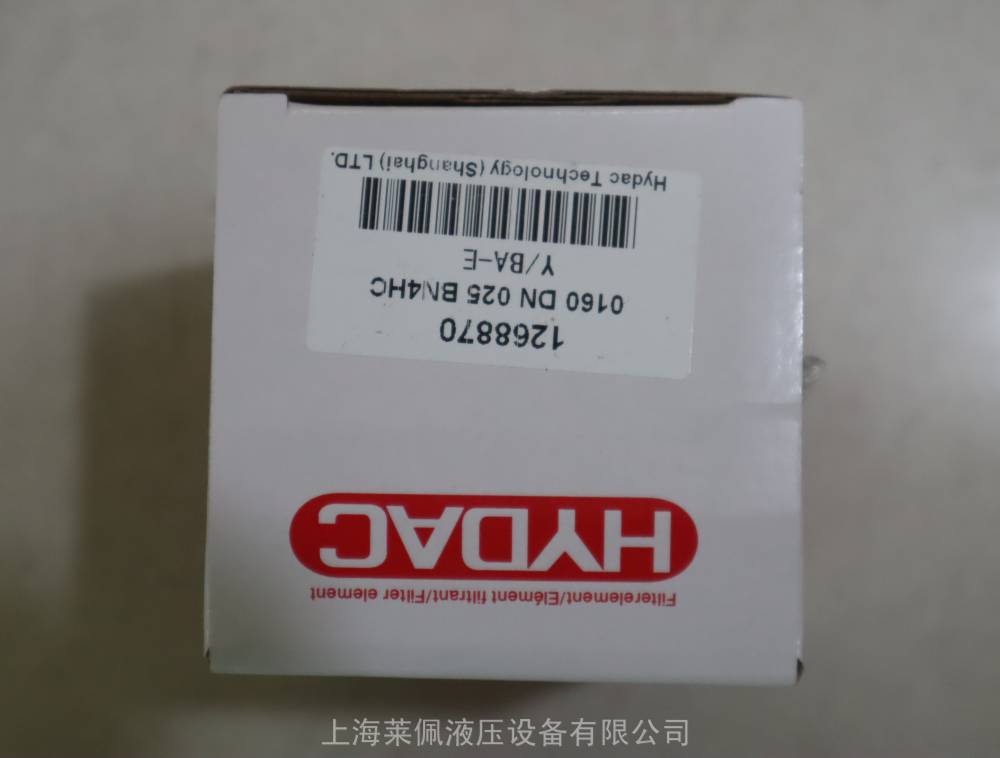 Filterelement/Elément filtrant/Filter element
HYDAC
1268870
0160 DN 025 BN4HC
Y/BA-E
Hydac Technology (Shanghai) LTD.
上海莱佩液压设备有限公司